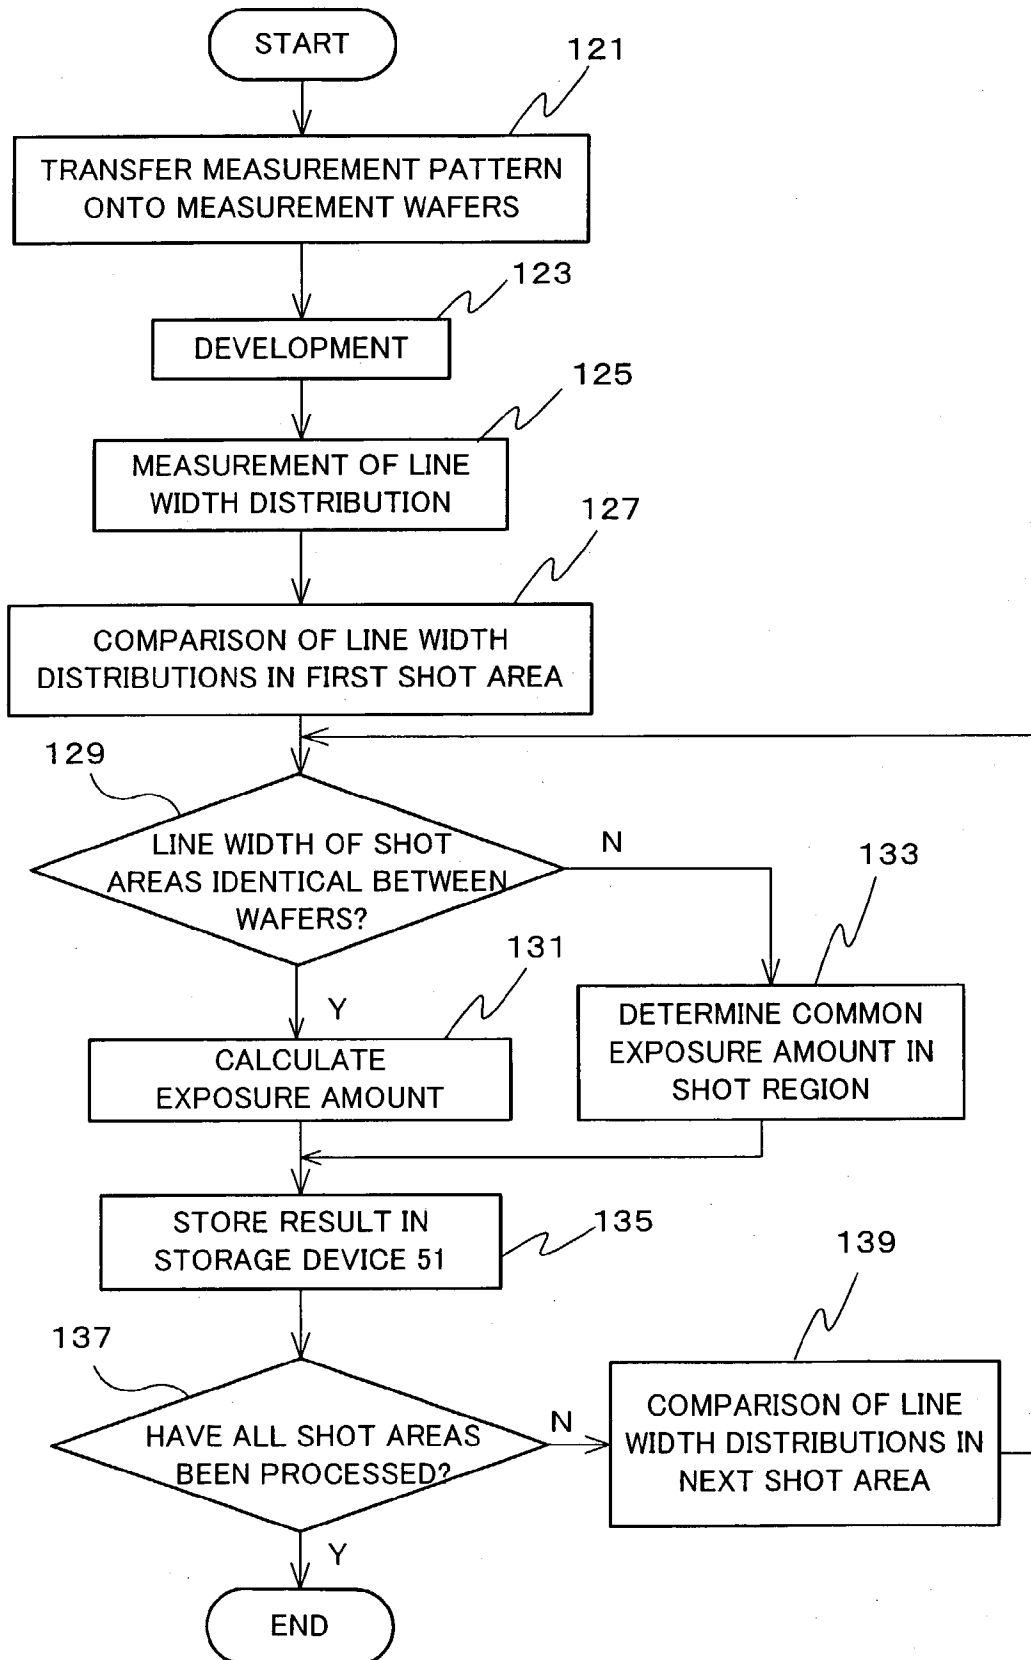 START
121
TRANSFER MEASUREMENT PATTERN
ONTO MEASUREMENT WAFERS
123
DEVELOPMENT
125
MEASUREMENT OF LINE
WIDTH DISTRIBUTION
127
COMPARISON OF LINE WIDTH
DISTRIBUTIONS IN FIRST SHOT AREA
129
LINE WIDTH OF SHOT
AREAS IDENTICAL BETWEEN
WAFERS?
N
133
DETERMINE COMMON
EXPOSURE AMOUNT IN
SHOT REGION
Y
131
CALCULATE
EXPOSURE AMOUNT
STORE RESULT IN
STORAGE DEVICE 51
135
137
HAVE ALL SHOT AREAS
BEEN PROCESSED?
N
139
COMPARISON OF LINE
WIDTH DISTRIBUTIONS IN
NEXT SHOT AREA
Y
END